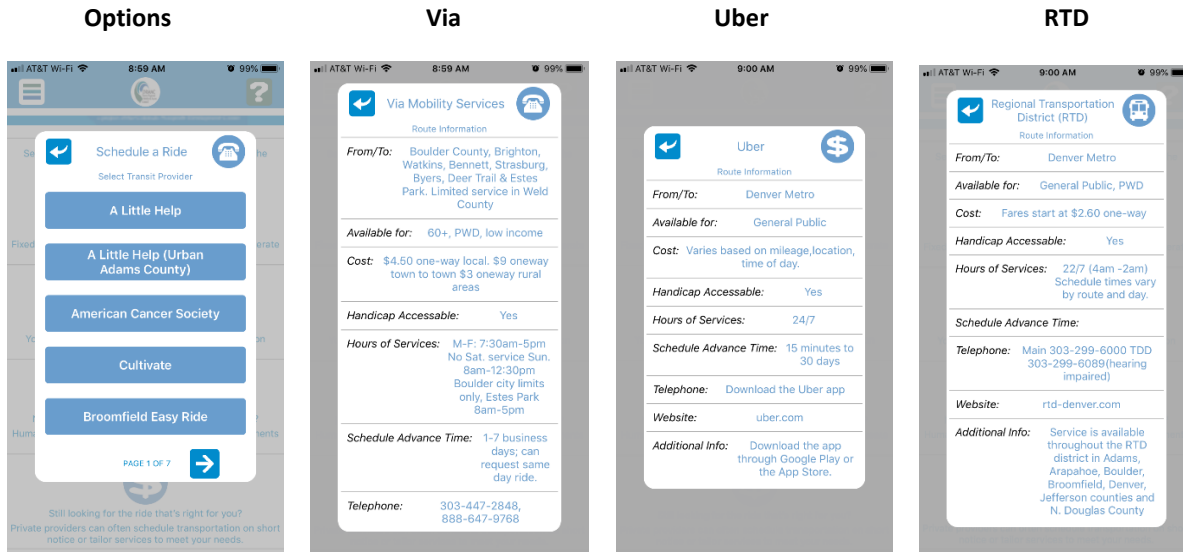 Options
Via
Uber
RTD
AT&T Wi-Fi 8:59 AM 99%
?
Schedule a Ride
Select Transit Provider
A Little Help
A Little Help (Urban
Adams County)
American Cancer Society
Cultivate
Broomfield Easy Ride
PAGE 1 OF 7
Still looking for the ride that's right for you?
Private providers can often schedule transportation on short
notice or tailor services to meet your needs.
AT&T Wi-Fi 8:59 AM 99%
Via Mobility Services
Route Information
From/To: Boulder County, Brighton,
Watkins, Bennett, Strasburg,
Byers, Deer Trail & Estes
Park. Limited service in Weld
County
Available for: 60+, PWD, low income
Cost: $4.50 one-way local. $9 oneway
town to town $3 oneway rural
areas
Handicap Accessable: Yes
Hours of Services: M-F: 7:30am-5pm
No Sat. service Sun.
8am-12:30pm
Boulder city limits
only, Estes Park
8am-5pm
Schedule Advance Time: 1-7 business
days; can
request same
day ride.
Telephone: 303-447-2848,
888-647-9768
AT&T Wi-Fi 9:00 AM 99%
Uber
$
Route Information
From/To: Denver Metro
Available for: General Public
Cost: Varies based on mileage,location,
time of day.
Handicap Accessable: Yes
Hours of Services: 24/7
Schedule Advance Time: 15 minutes to
30 days
Telephone: Download the Uber app
Website: uber.com
Additional Info: Download the app
through Google Play or
the App Store.
AT&T Wi-Fi 9:00 AM 99%
Regional Transportation
District (RTD)
Route Information
From/To: Denver Metro
Available for: General Public, PWD
Cost: Fares start at $2.60 one-way
Handicap Accessable: Yes
Hours of Services: 22/7 (4am -2am)
Schedule times vary
by route and day.
Schedule Advance Time:
Telephone: Main 303-299-6000 TDD
303-299-6089(hearing
impaired)
Website: rtd-denver.com
Additional Info: Service is available
throughout the RTD
district in Adams,
Arapahoe, Boulder,
Broomfield, Denver,
Jefferson counties and
N. Douglas County